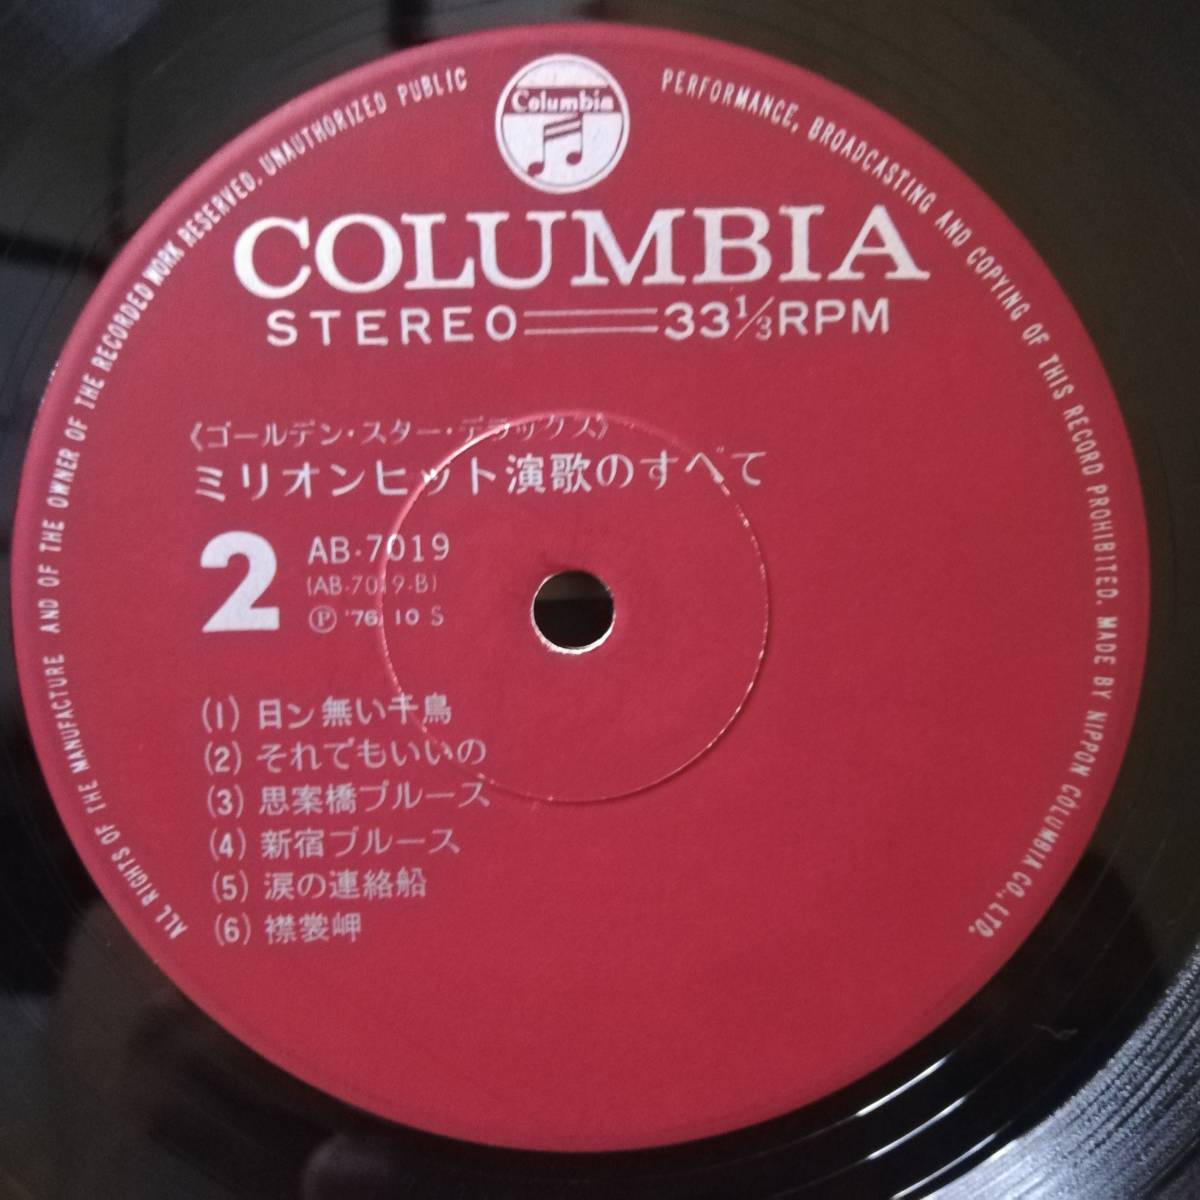 Columbia
ALL RIGHTS OF THE MANUFACTURE AND OF THE OWNER OF THE RECORDED WORK RESERVED. UNAUTHORIZED PUBLIC PERFORMANCE, BROADCASTING AND COPYING OF THIS RECORD PROHIBITED. MADE BY NIPPON COLUMBIA CO., LTD.
COLUMBIA
STEREO 33⅓RPM
《ゴールデン・スター・デラックス》
ミリオンヒット演歌のすべて
2
AB-7019
(AB-7019-B)
Ⓟ '76. 10 S
(1) 目ン無い千鳥
(2) それでもいいの
(3) 思案橋ブルース
(4) 新宿ブルース
(5) 涙の連絡船
(6) 襟裳岬